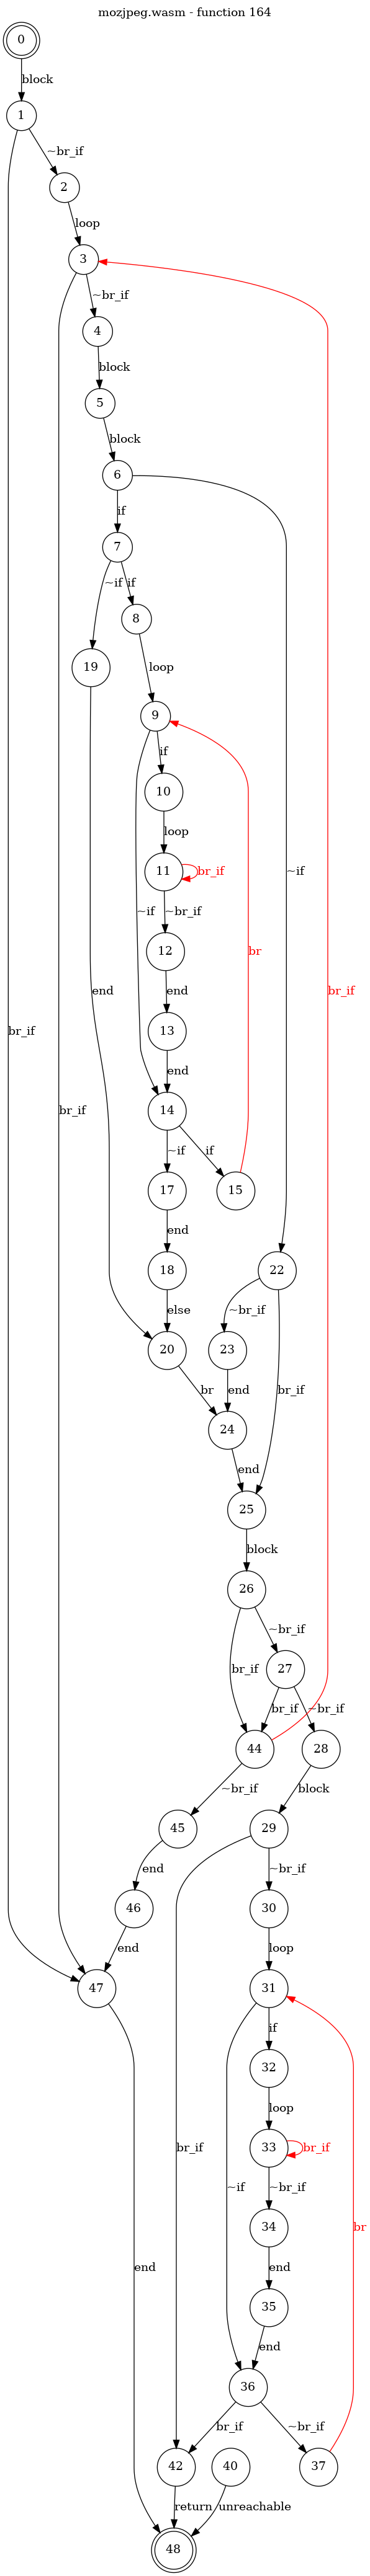 mozjpeg.wasm - function 164
0
block
1
~br_if
2
loop
3
~br_if
4
block
5
block
6
if
7
~if
if
8
19
loop
9
if
10
loop
11
br_if
~br_if
12
~if
~if
br
br_if
end
end
13
br_if
br_if
end
14
~if
if
17
15
end
18
22
else
~br_if
20
23
br_if
br
end
24
end
25
block
26
~br_if
27
br_if
br_if
~br_if
44
28
~br_if
block
45
29
end
~br_if
46
30
end
loop
47
31
if
32
loop
33
br_if
br_if
~if
~br_if
end
34
br
end
35
end
36
br_if
~br_if
42
40
37
return
unreachable
48